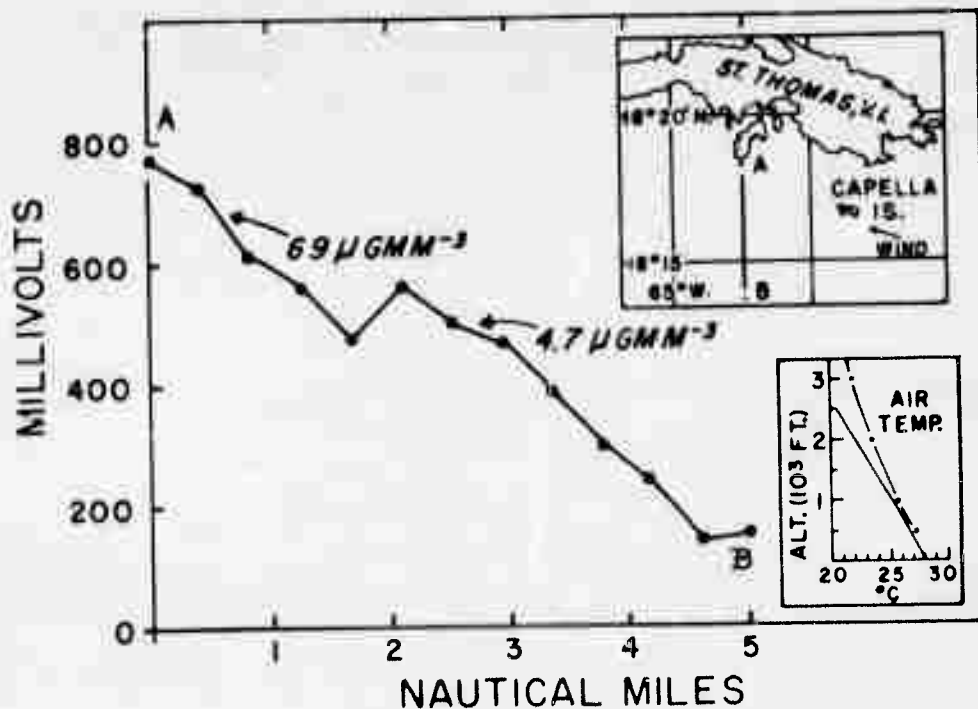 A
800
600
400
200
0
MILLIVOLTS
69 µGMM⁻³
4.7 µGMM⁻³
B
1
2
3
4
5
NAUTICAL MILES
ST. THOMAS, V.I.
18° 20' N.
A
CAPELLA
IS.
WIND
18° 15
65° W.
B
AIR
TEMP.
ALT. (10³ FT.)
3
2
1
20
25
30
°C